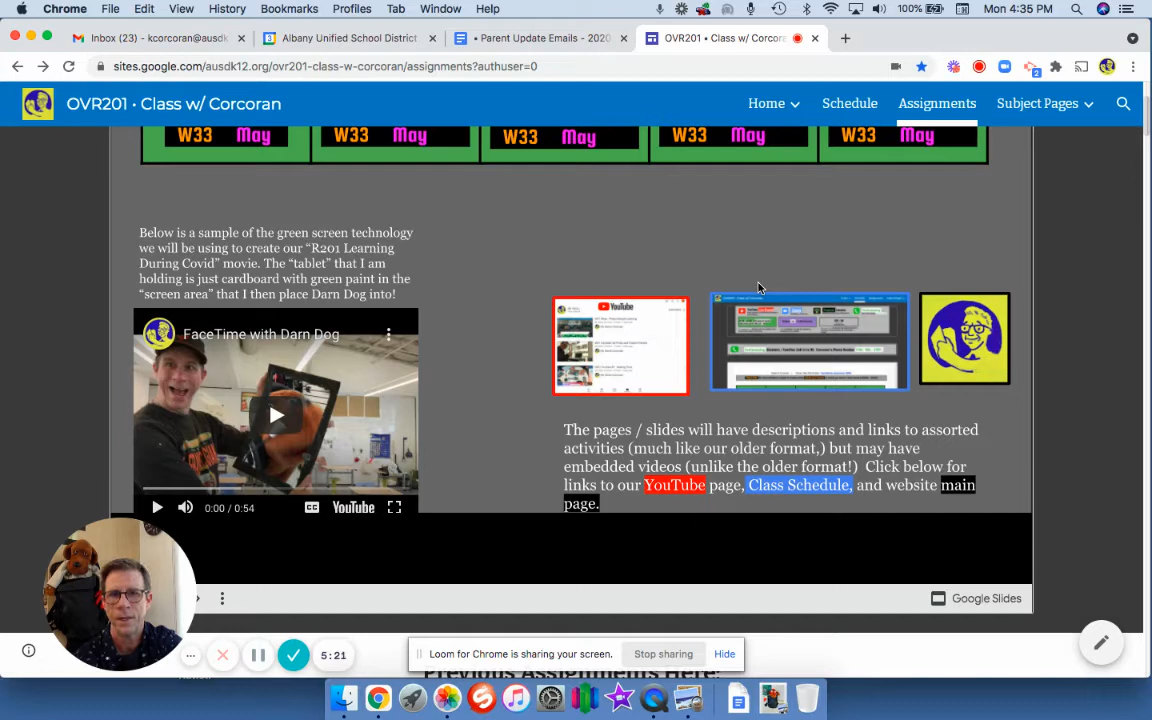 Chrome File Edit View History Bookmarks Profiles Tab Assignment Window Help 100% Mon 4:35 PM
Inbox (23) - kcorcoran@ausdk × Albany Unified School District × • Parent Update Emails - 2020 × OVR201 • Class w/ Corcora × +
sites.google.com/ausdk12.org/ovr201-class-w-corcoran/assignments?authuser=0
OVR201 • Class w/ Corcoran Home Schedule Assignments Subject Pages
W33 May W33 May W33 May W33 May W33 May
Below is a sample of the green screen technology
we will be using to create our “R201 Learning
During Covid” movie. The “tablet” that I am
holding is just cardboard with green paint in the
“screen area” that I then place Darn Dog into!
FaceTime with Darn Dog
0:00 / 0:54 CC YouTube
YouTube
The pages / slides will have descriptions and links to assorted
activities (much like our older format,) but may have
embedded videos (unlike the older format!) Click below for
links to our YouTube page, Class Schedule, and website main
page.
Google Slides
5:21
Loom for Chrome is sharing your screen. Stop sharing Hide
Previous Assignments Here: